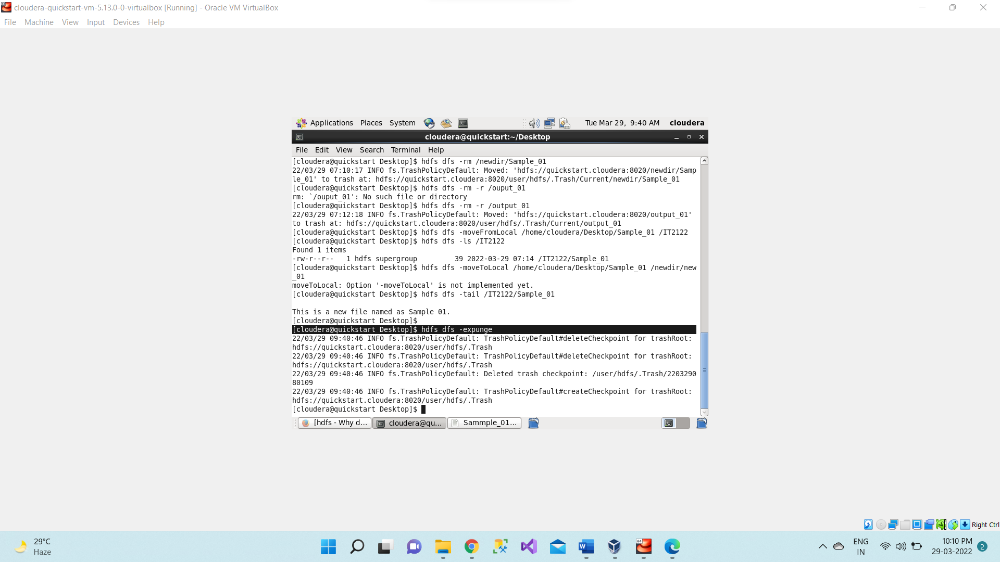 cloudera-quickstart-vm-5.13.0-0-virtualbox [Running] - Oracle VM VirtualBox
File Machine View Input Devices Help
Applications Places System Tue Mar 29, 9:40 AM cloudera
cloudera@quickstart:~/Desktop
File Edit View Search Terminal Help
[cloudera@quickstart Desktop]$ hdfs dfs -rm /newdir/Sample_01
22/03/29 07:10:17 INFO fs.TrashPolicyDefault: Moved: 'hdfs://quickstart.cloudera:8020/newdir/Samp
le_01' to trash at: hdfs://quickstart.cloudera:8020/user/hdfs/.Trash/Current/newdir/Sample_01
[cloudera@quickstart Desktop]$ hdfs dfs -rm -r /ouput_01
rm: `/ouput_01': No such file or directory
[cloudera@quickstart Desktop]$ hdfs dfs -rm -r /output_01
22/03/29 07:12:18 INFO fs.TrashPolicyDefault: Moved: 'hdfs://quickstart.cloudera:8020/output_01'
to trash at: hdfs://quickstart.cloudera:8020/user/hdfs/.Trash/Current/output_01
[cloudera@quickstart Desktop]$ hdfs dfs -moveFromLocal /home/cloudera/Desktop/Sample_01 /IT2122
[cloudera@quickstart Desktop]$ hdfs dfs -ls /IT2122
Found 1 items
-rw-r--r--   1 hdfs supergroup         39 2022-03-29 07:14 /IT2122/Sample_01
[cloudera@quickstart Desktop]$ hdfs dfs -moveToLocal /home/cloudera/Desktop/Sample_01 /newdir/new
_01
moveToLocal: Option '-moveToLocal' is not implemented yet.
[cloudera@quickstart Desktop]$ hdfs dfs -tail /IT2122/Sample_01
This is a new file named as Sample 01.
[cloudera@quickstart Desktop]$
[cloudera@quickstart Desktop]$ hdfs dfs -expunge
22/03/29 09:40:46 INFO fs.TrashPolicyDefault: TrashPolicyDefault#deleteCheckpoint for trashRoot:
hdfs://quickstart.cloudera:8020/user/hdfs/.Trash
22/03/29 09:40:46 INFO fs.TrashPolicyDefault: TrashPolicyDefault#deleteCheckpoint for trashRoot:
hdfs://quickstart.cloudera:8020/user/hdfs/.Trash
22/03/29 09:40:46 INFO fs.TrashPolicyDefault: Deleted trash checkpoint: /user/hdfs/.Trash/2203290
80109
22/03/29 09:40:46 INFO fs.TrashPolicyDefault: TrashPolicyDefault#createCheckpoint for trashRoot:
hdfs://quickstart.cloudera:8020/user/hdfs/.Trash
[cloudera@quickstart Desktop]$
[hdfs - Why d... cloudera@qu... Sammple_01...
Right Ctrl
29°C
Haze
ENG
IN
10:10 PM
29-03-2022
2